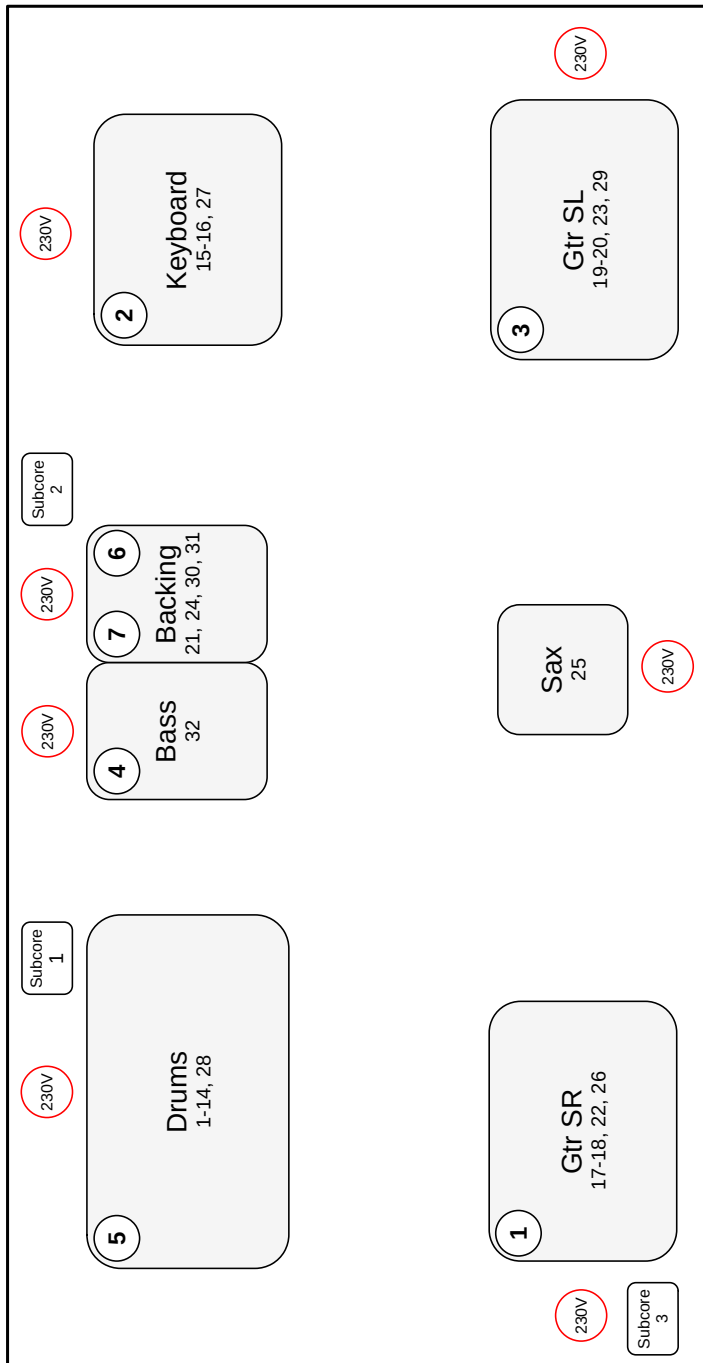 230V
Subcore
1
230V
230V
Subcore
2
230V
5
Drums
1-14, 28
4
Bass
32
7
6
Backing
21, 24, 30, 31
2
Keyboard
15-16, 27
230V
Subcore
3
1
Gtr SR
17-18, 22, 26
Sax
25
230V
3
Gtr SL
19-20, 23, 29
230V